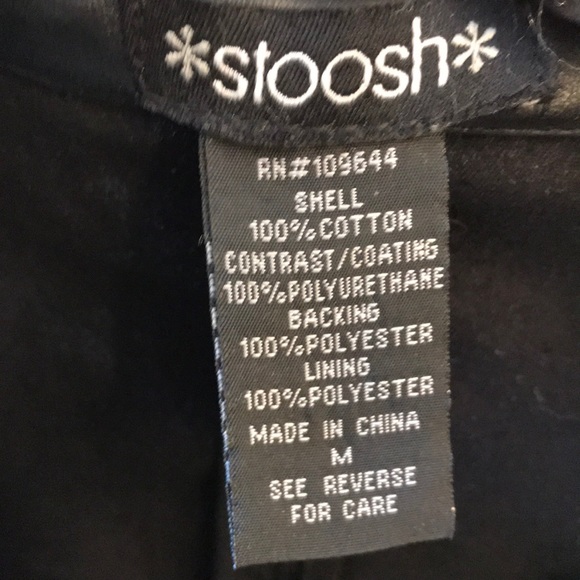 *stoosh*
RN#109644
SHELL
100%COTTON
CONTRAST/COATING
100%POLYURETHANE
BACKING
100%POLYESTER
LINING
100%POLYESTER
MADE IN CHINA
M
SEE REVERSE
FOR CARE